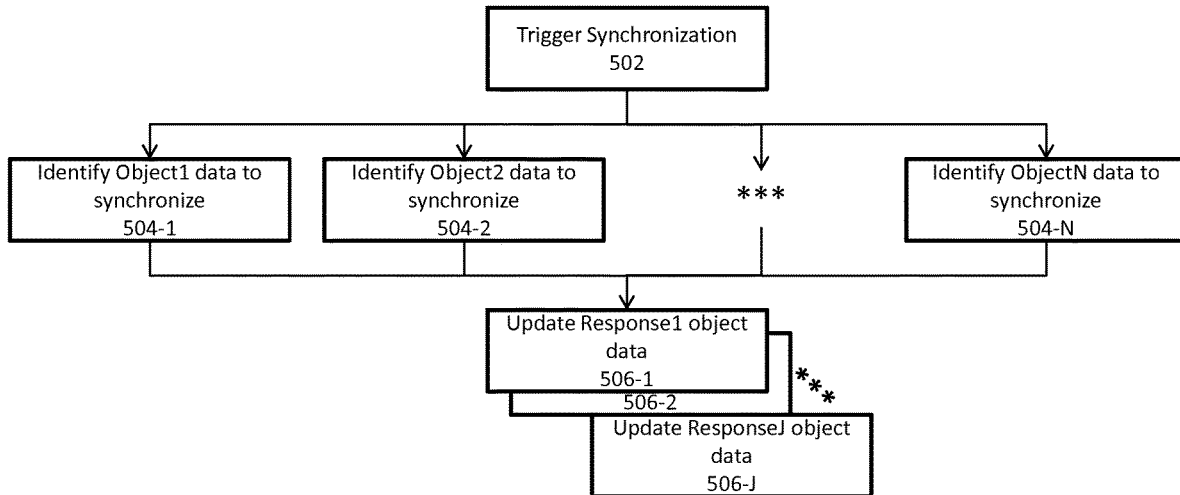 Trigger Synchronization
502
Identify Object1 data to
synchronize
504-1
Identify Object2 data to
synchronize
504-2
***
Identify ObjectN data to
synchronize
504-N
Update Response1 object
data
506-1
506-2
***
Update ResponseJ object
data
506-J